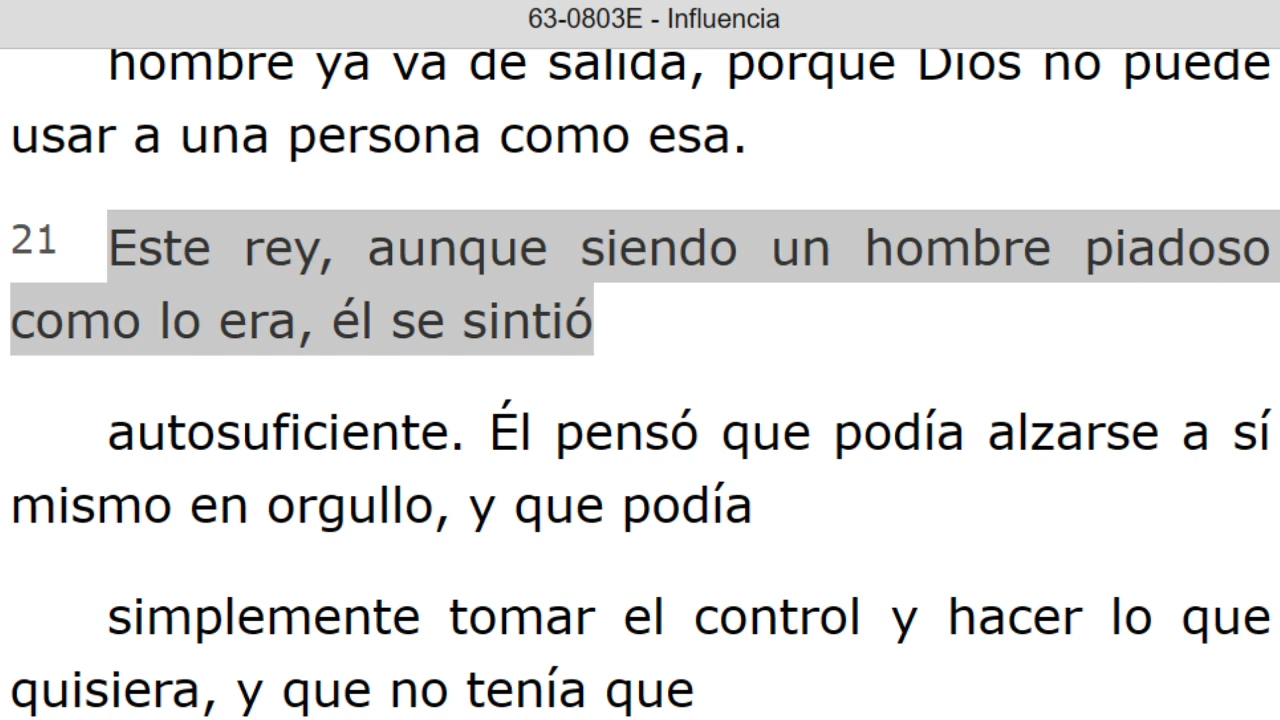 63-0803E - Influencia
hombre ya va de salida, porque Dios no puede
usar a una persona como esa.
21 Este rey, aunque siendo un hombre piadoso
como lo era, él se sintió
autosuficiente. Él pensó que podía alzarse a sí
mismo en orgullo, y que podía
simplemente tomar el control y hacer lo que
quisiera, y que no tenía que